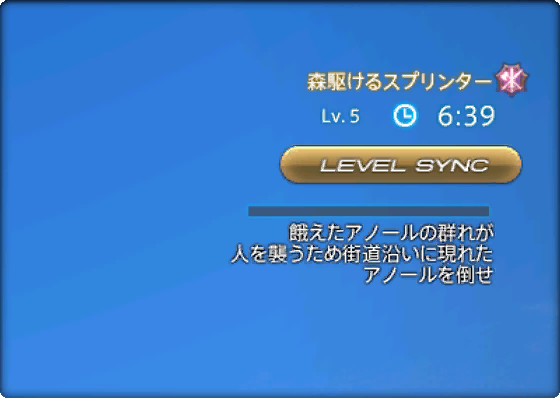 森駆けるスプリンター
Lv. 5 6:39
LEVEL SYNC
餓えたアノールの群れが
人を襲うため街道沿いに現れた
アノールを倒せ